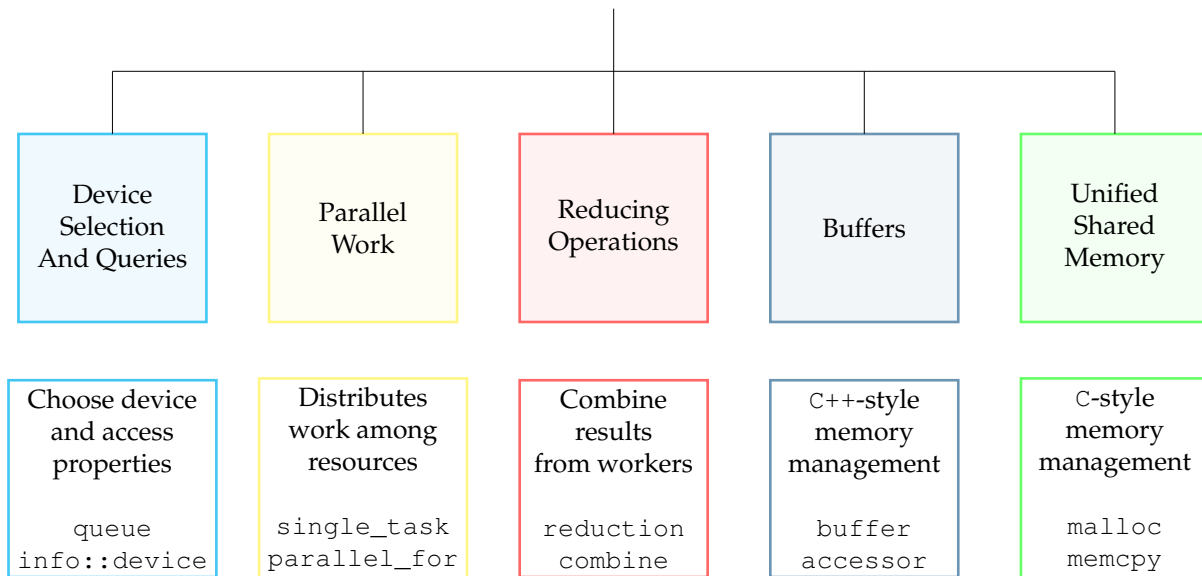 Device
Selection
And Queries
Parallel
Work
Reducing
Operations
Buffers
Unified
Shared
Memory
Choose device
and access
properties
queue
info::device
Distributes
work among
resources
single_task
parallel_for
Combine
results
from workers
reduction
combine
C++-style
memory
management
buffer
accessor
C-style
memory
management
malloc
memcpy